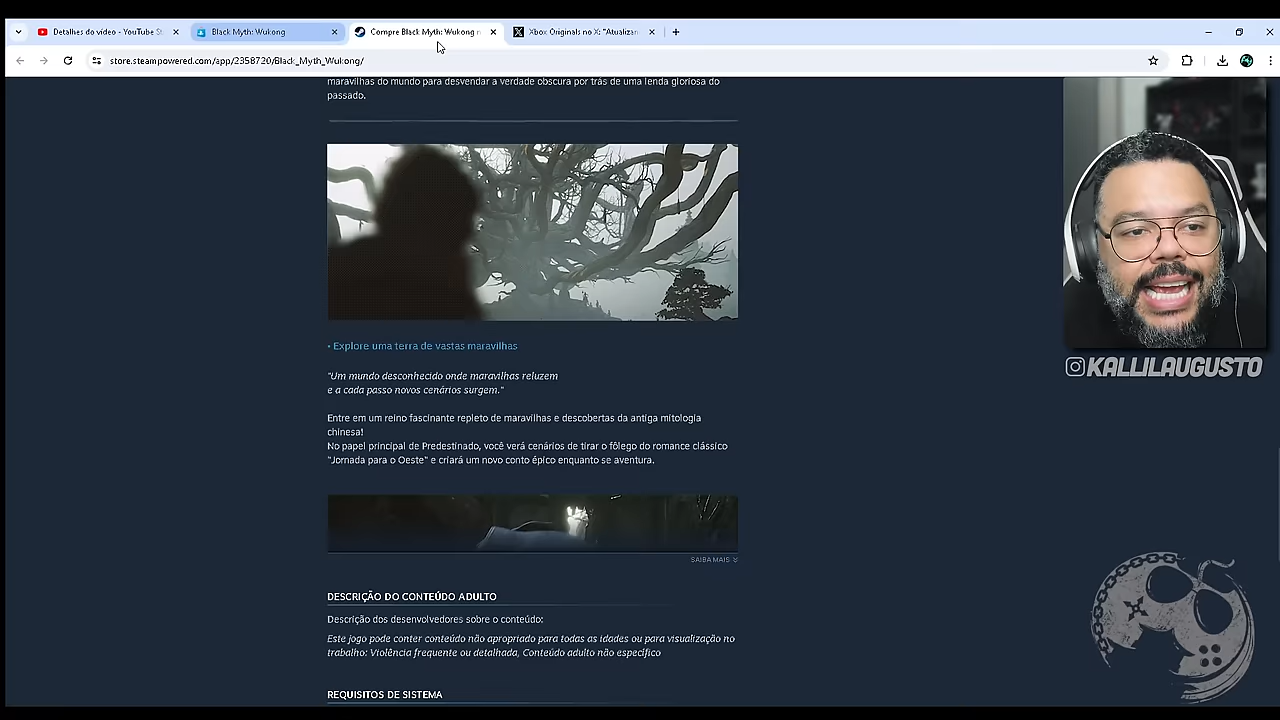 Detalhes do vídeo - YouTube St
Black Myth: Wukong
Compre Black Myth: Wukong n
Xbox Originals no X: "Atualizar
store.steampowered.com/app/2358720/Black_Myth_Wukong/
maravilhas do mundo para desvendar a verdade obscura por trás de uma lenda gloriosa do
passado.
• Explore uma terra de vastas maravilhas
"Um mundo desconhecido onde maravilhas reluzem
e a cada passo novos cenários surgem."
Entre em um reino fascinante repleto de maravilhas e descobertas da antiga mitologia
chinesa!
No papel principal de Predestinado, você verá cenários de tirar o fôlego do romance clássico
"Jornada para o Oeste" e criará um novo conto épico enquanto se aventura.
SAIBA MAIS
DESCRIÇÃO DO CONTEÚDO ADULTO
Descrição dos desenvolvedores sobre o conteúdo:
Este jogo pode conter conteúdo não apropriado para todas as idades ou para visualização no
trabalho: Violência frequente ou detalhada, Conteúdo adulto não específico
REQUISITOS DE SISTEMA
KALLILAUGUSTO